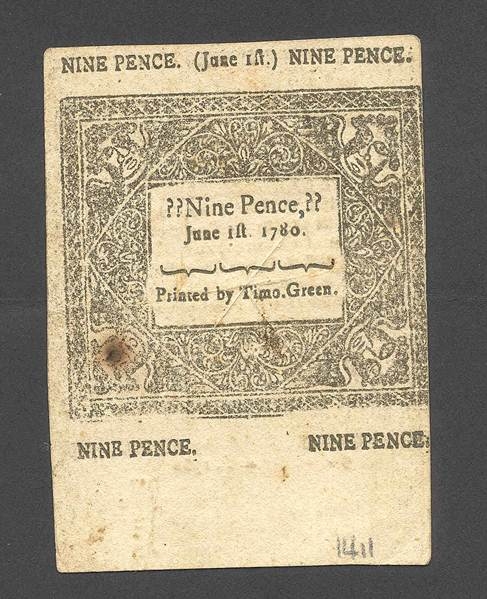 NINE PENCE. (June 1ſt.) NINE PENCE.
??Nine Pence,??
June 1ſt. 1780.
Printed by Timo. Green.
NINE PENCE. NINE PENCE.
1411